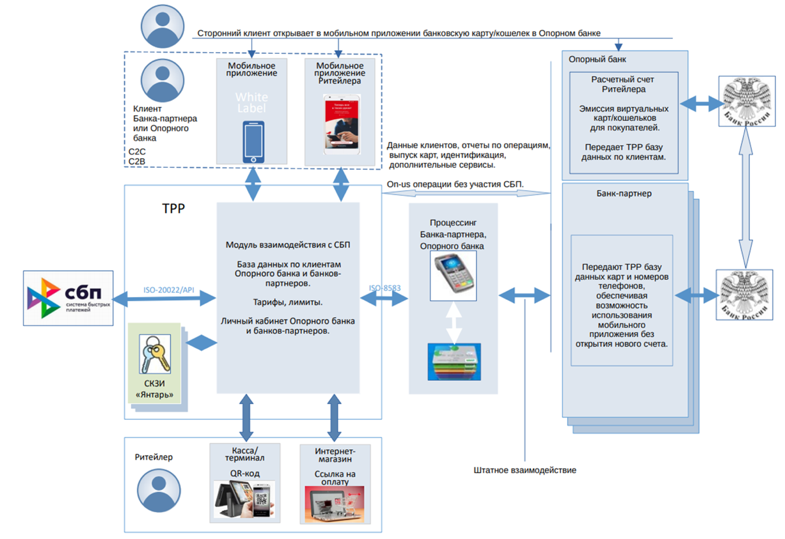 Сторонний клиент открывает в мобильном приложении банковскую карту/кошелек в Опорном банке
Клиент
Банка-партнера
или Опорного
банка
C2C
C2B
Мобильное
приложение
White
Label
Мобильное
приложение
Ритейлера
Данные клиентов, отчеты по операциям,
выпуск карт, идентификация,
дополнительные сервисы.
On-us операции без участия СБП.
Опорный банк
Расчетный счет
Ритейлера
Эмиссия виртуальных
карт/кошельков
для покупателей.
Передает ТРР базу
данных по клиентам.
Банк России
ТРР
Модуль взаимодействия с СБП
База данных по клиентам
Опорного банка и банков-
партнеров.
Тарифы, лимиты.
Личный кабинет Опорного банка
и банков-партнеров.
сбп
система быстрых
платежей
ISO-20022/API
ISO-8583
СКЗИ
«Янтарь»
Процессинг
Банка-партнера,
Опорного банка
Банк-партнер
Передают ТРР базу
данных карт и номеров
телефонов,
обеспечивая
возможность
использования
мобильного
приложения без
открытия нового счета.
Банк России
Ритейлер
Касса/
терминал
QR-код
Интернет-
магазин
Ссылка на
оплату
Штатное взаимодействие